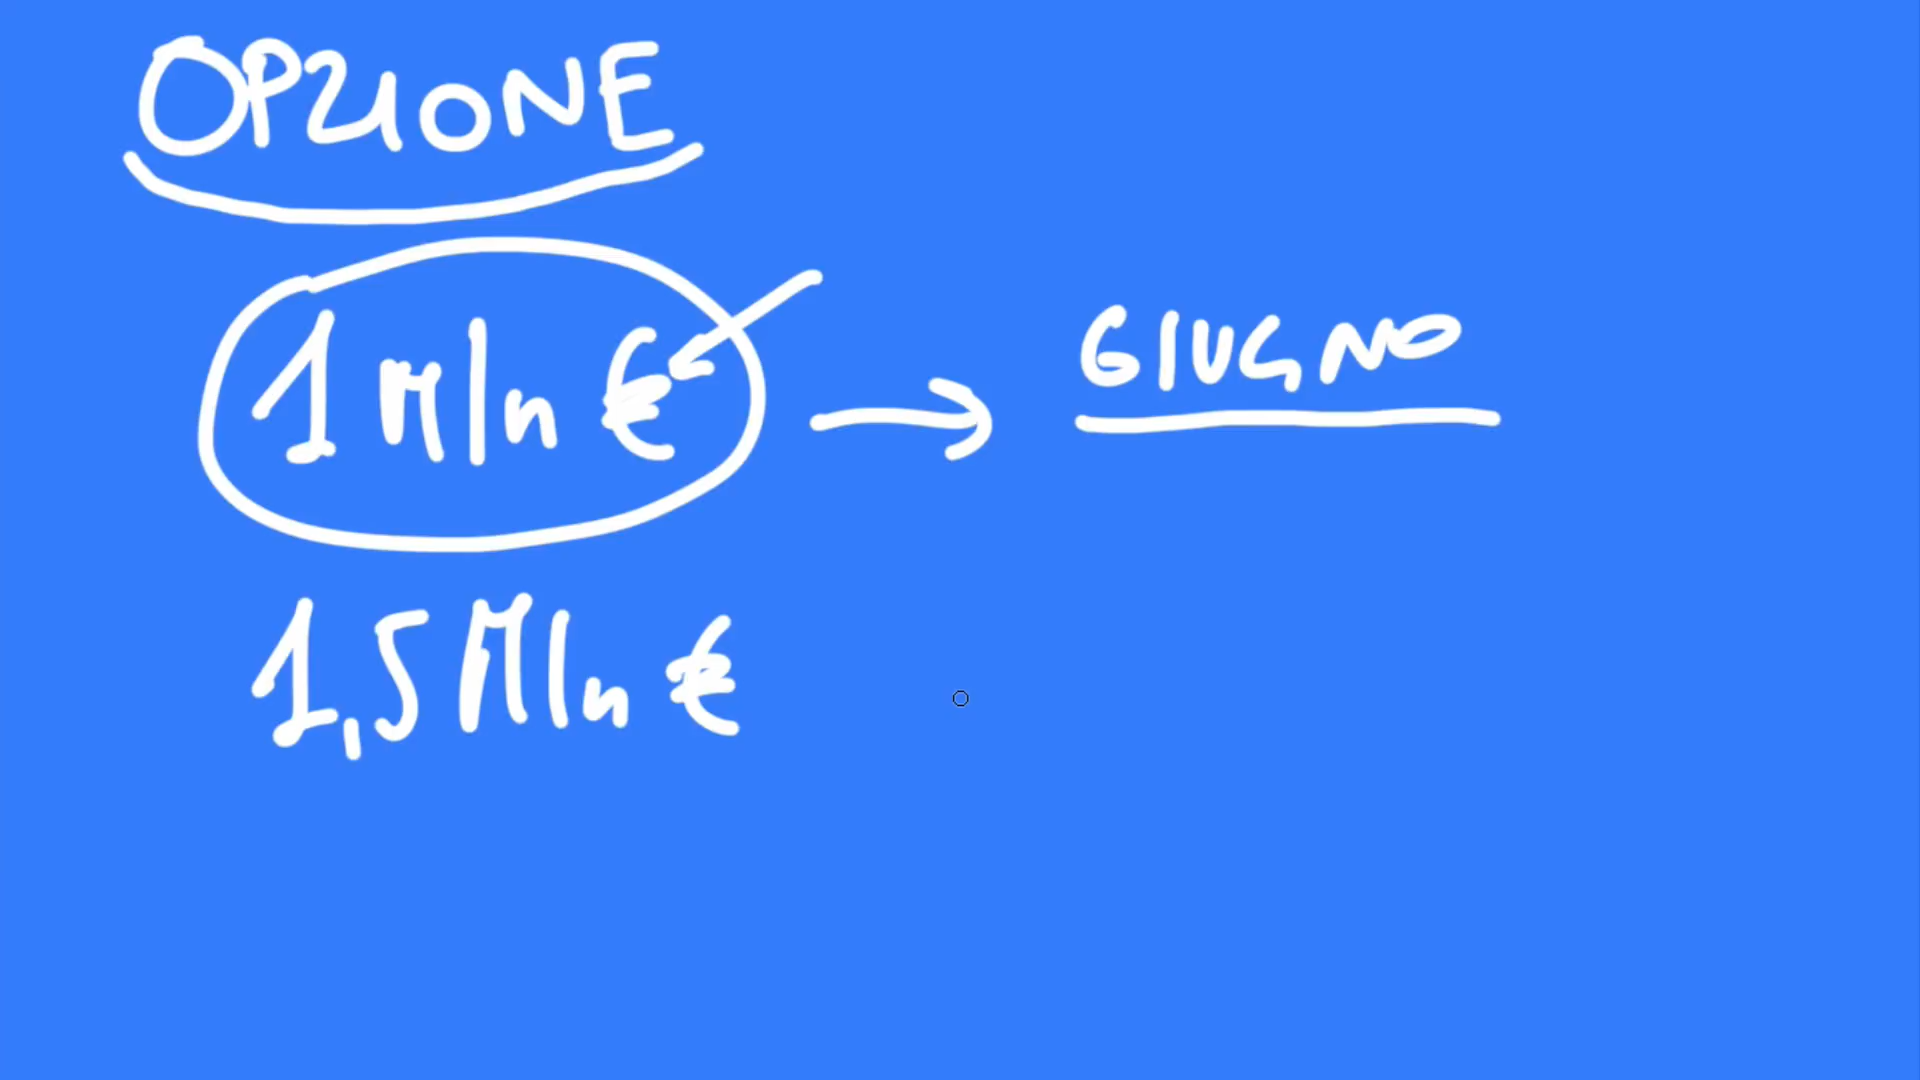 OPZIONE
1 Mln € → GIUGNO
1,5 Mln €